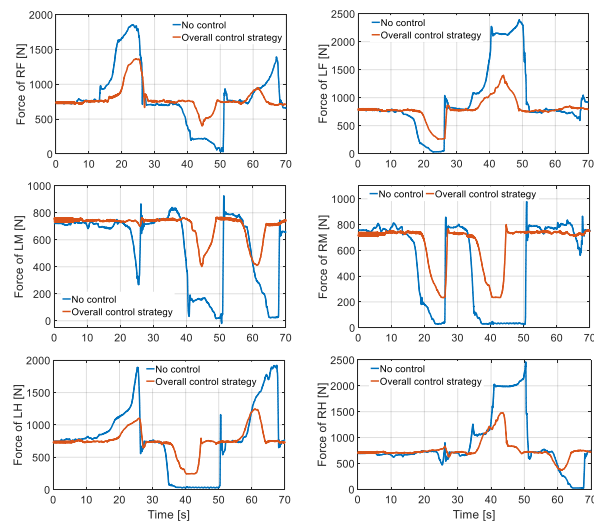 Force of RF [N]
2000
1500
1000
500
0
No control
Overall control strategy
0 10 20 30 40 50 60 70
Force of LF [N]
2500
2000
1500
1000
500
0
No control
Overall control strategy
0 10 20 30 40 50 60 70
Force of LM [N]
1000
800
600
400
200
0
No control
Overall control strategy
0 10 20 30 40 50 60 70
Force of RM [N]
1000
800
600
400
200
0
No control Overall control strategy
0 10 20 30 40 50 60 70
Force of LH [N]
2000
1500
1000
500
0
No control
Overall control strategy
0 10 20 30 40 50 60 70
Time [s]
Force of RH [N]
2500
2000
1500
1000
500
0
No control
Overall control strategy
0 10 20 30 40 50 60 70
Time [s]